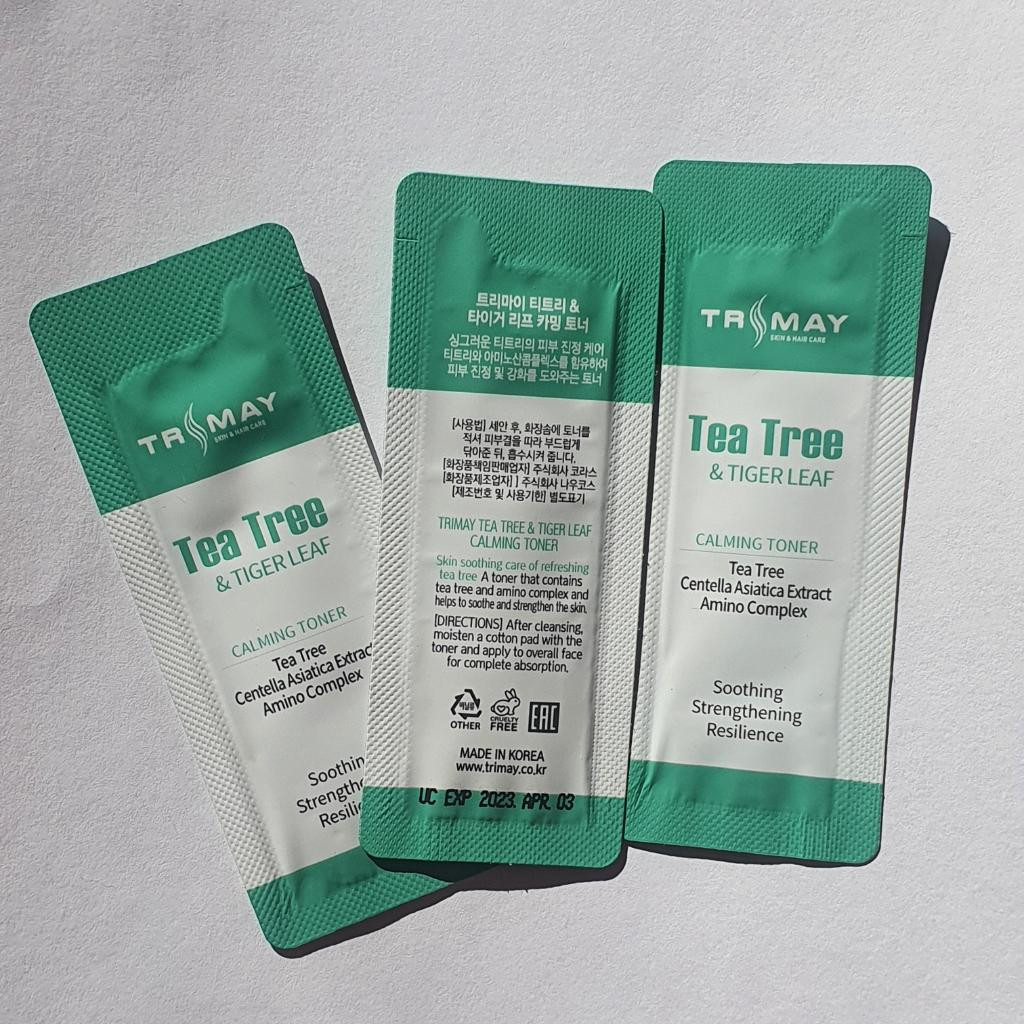 TRIMAY
SKIN & HAIR CARE
Tea Tree
& TIGER LEAF
CALMING TONER
Tea Tree
Centella Asiatica Extract
Amino Complex
Soothin
Strengthe
Resili
트리마이 티트리 &
타이거 리프 카밍 토너
싱그러운 티트리의 피부 진정 케어
티트리와 아미노산콤플렉스를 함유하여
피부 진정 및 강화를 도와주는 토너
[사용법] 세안 후, 화장솜에 토너를
적셔 피부결을 따라 부드럽게
닦아준 뒤, 흡수시켜 줍니다.
[화장품책임판매업자] 주식회사 코라스
[화장품제조업자] ] 주식회사 나우코스
[제조번호 및 사용기한] 별도표기
TRIMAY TEA TREE & TIGER LEAF
CALMING TONER
Skin soothing care of refreshing
tea tree A toner that contains
tea tree and amino complex and
helps to soothe and strengthen the skin.
[DIRECTIONS] After cleansing,
moisten a cotton pad with the
toner and apply to overall face
for complete absorption.
OTHER
CRUELTY
FREE
EAC
MADE IN KOREA
www.trimay.co.kr
UC EXP 2023. APR. 03
TRIMAY
SKIN & HAIR CARE
Tea Tree
& TIGER LEAF
CALMING TONER
Tea Tree
Centella Asiatica Extract
Amino Complex
Soothing
Strengthening
Resilience